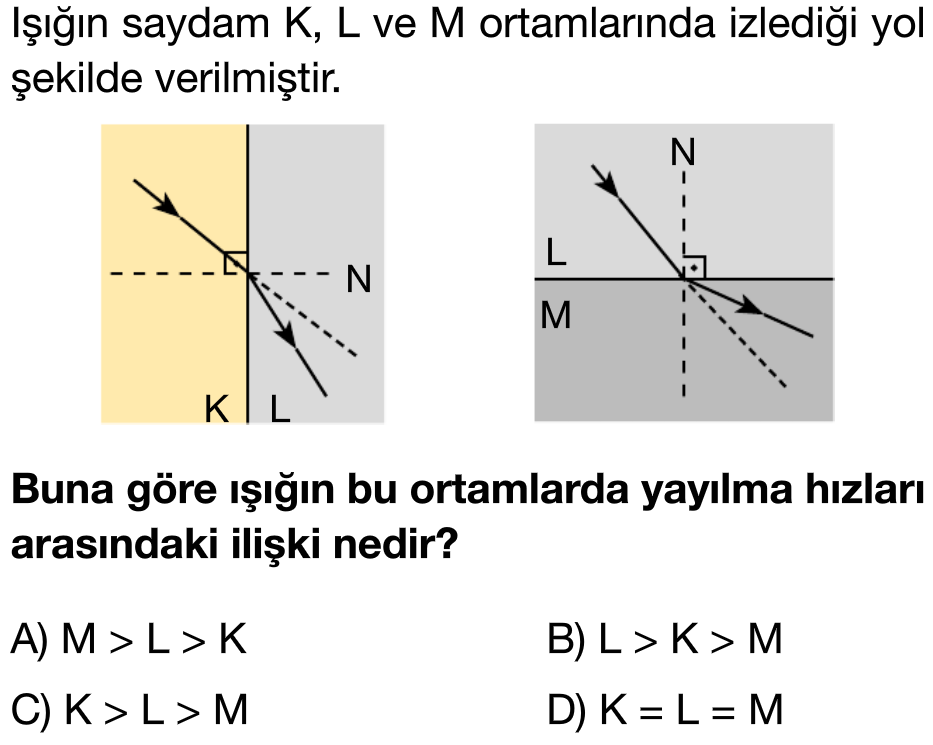 Işığın saydam K, L ve M ortamlarında izlediği yol
şekilde verilmiştir.
N
K L
N
L
M
Buna göre ışığın bu ortamlarda yayılma hızları
arasındaki ilişki nedir?
A) M > L > K
B) L > K > M
C) K > L > M
D) K = L = M